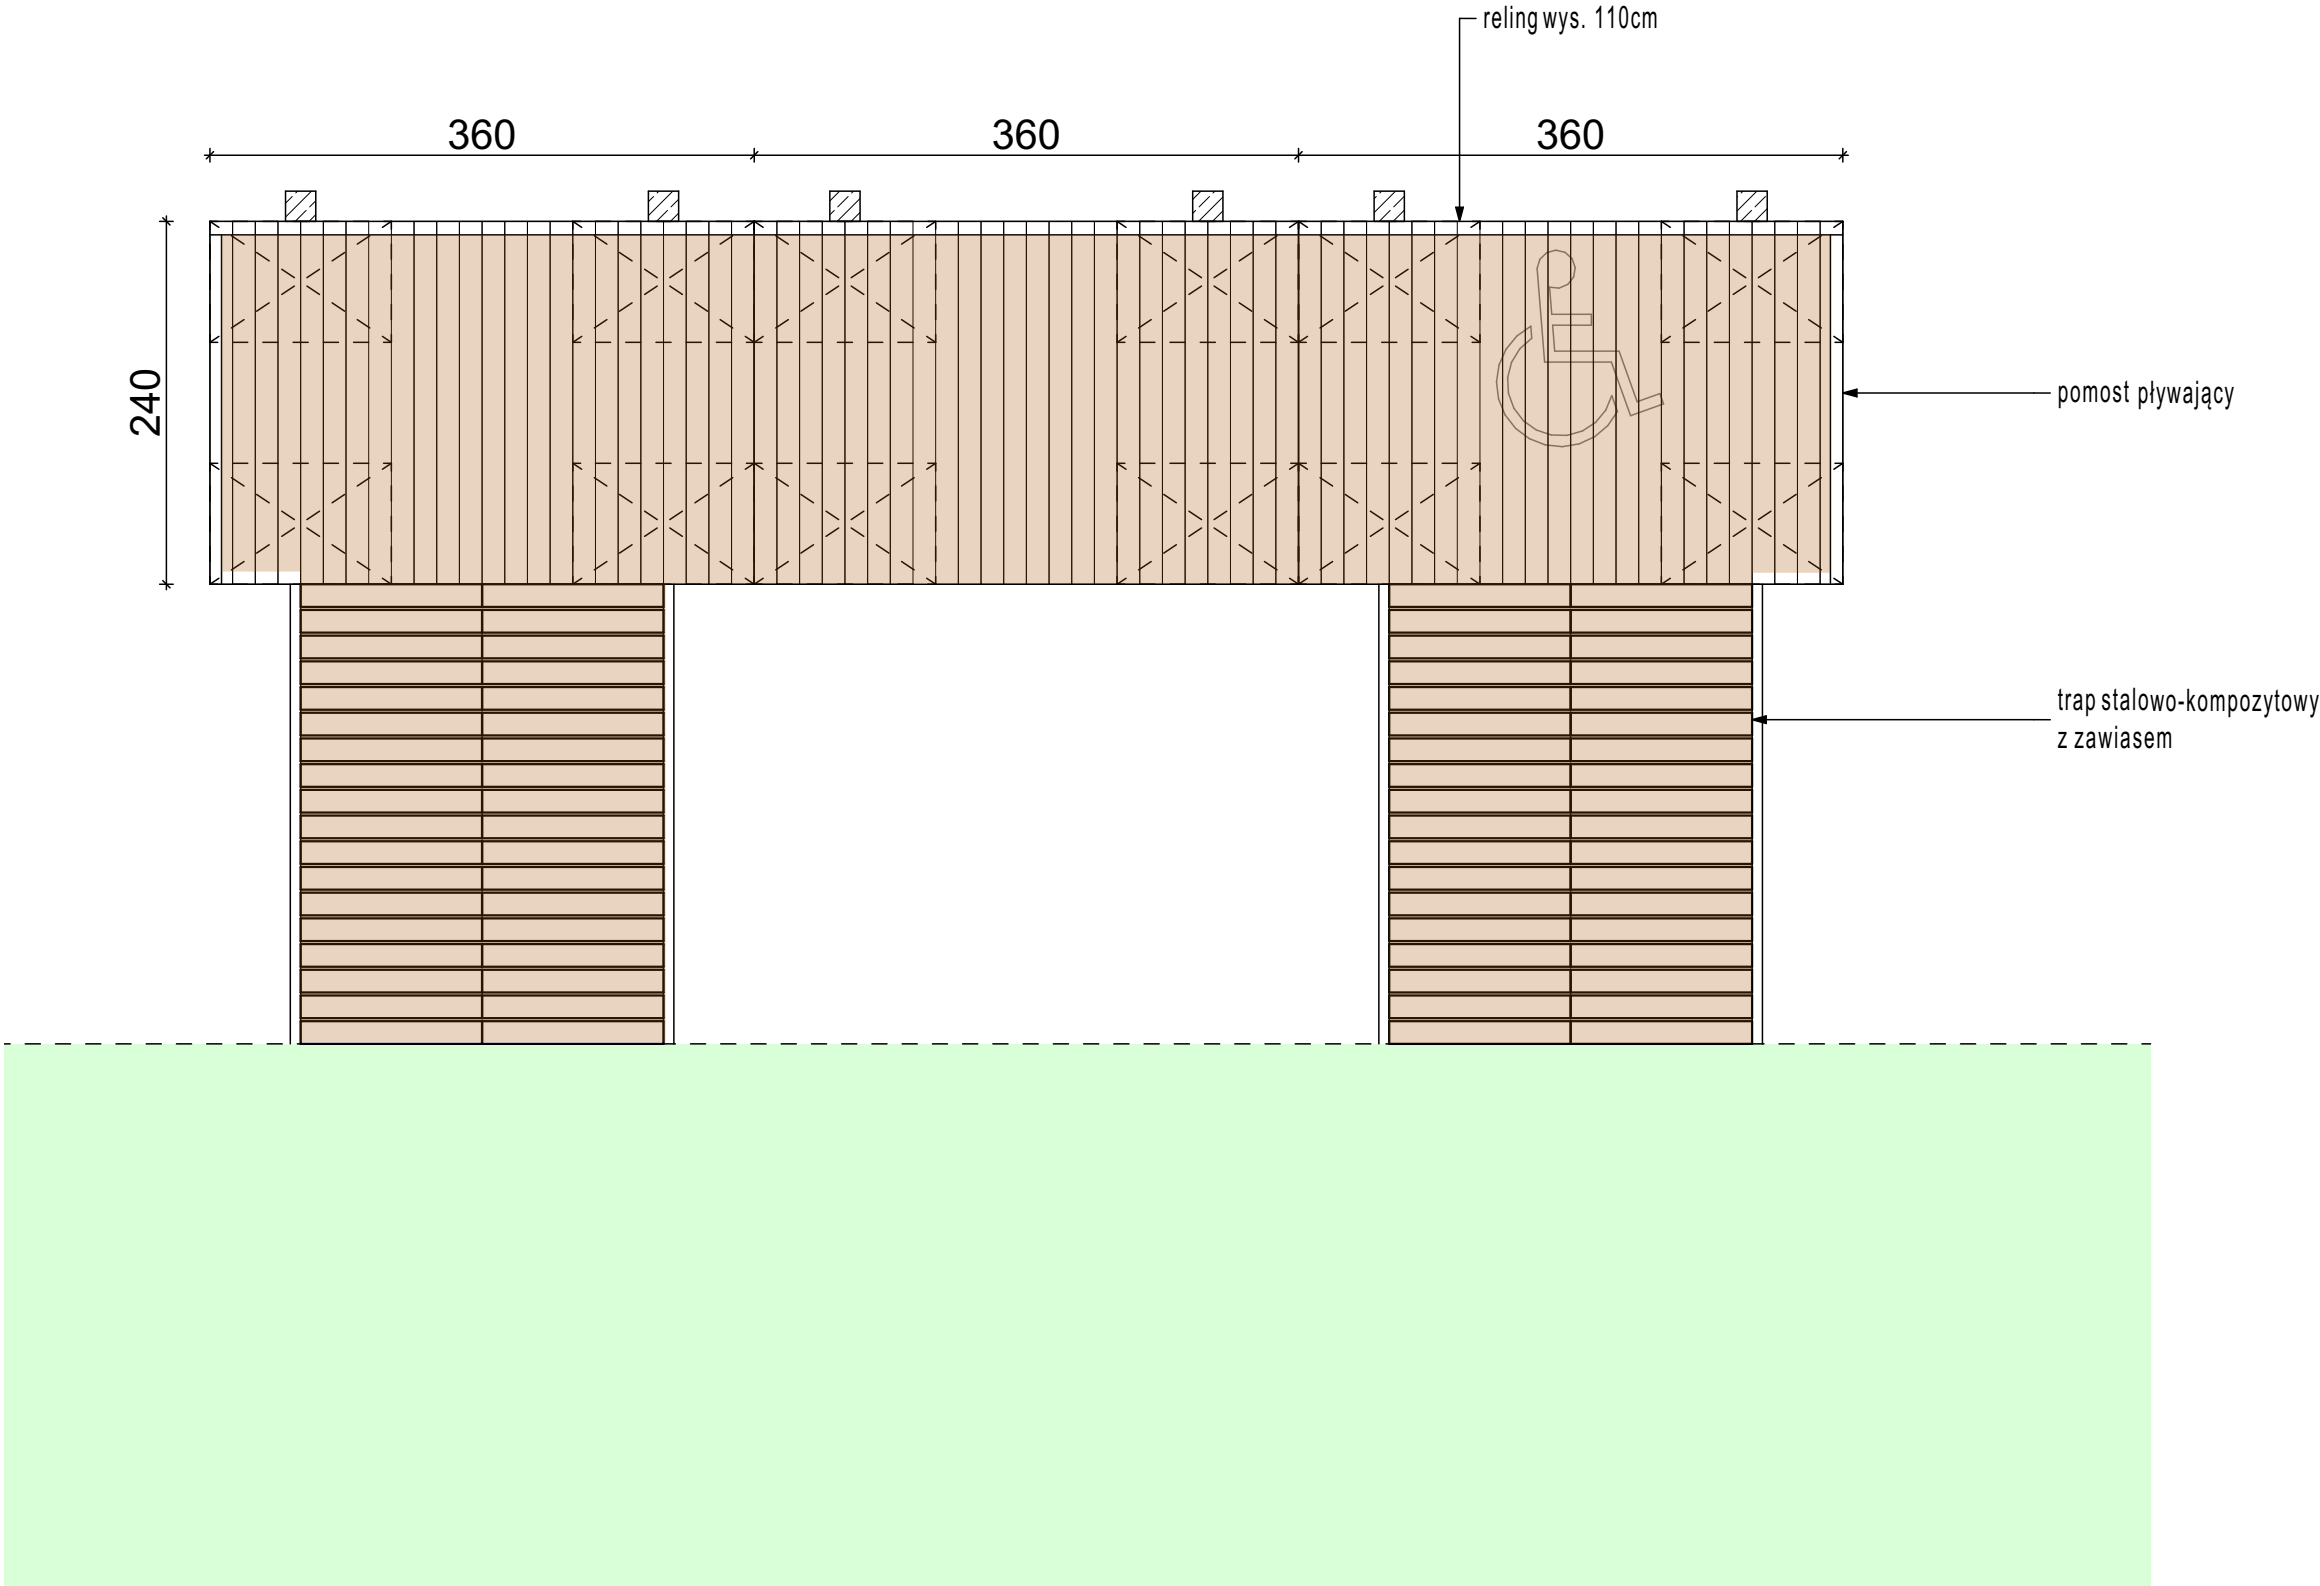 reling wys. 110cm
360 360 360
240
pomost pływający
trap stalowo-kompozytowy
z zawiasem